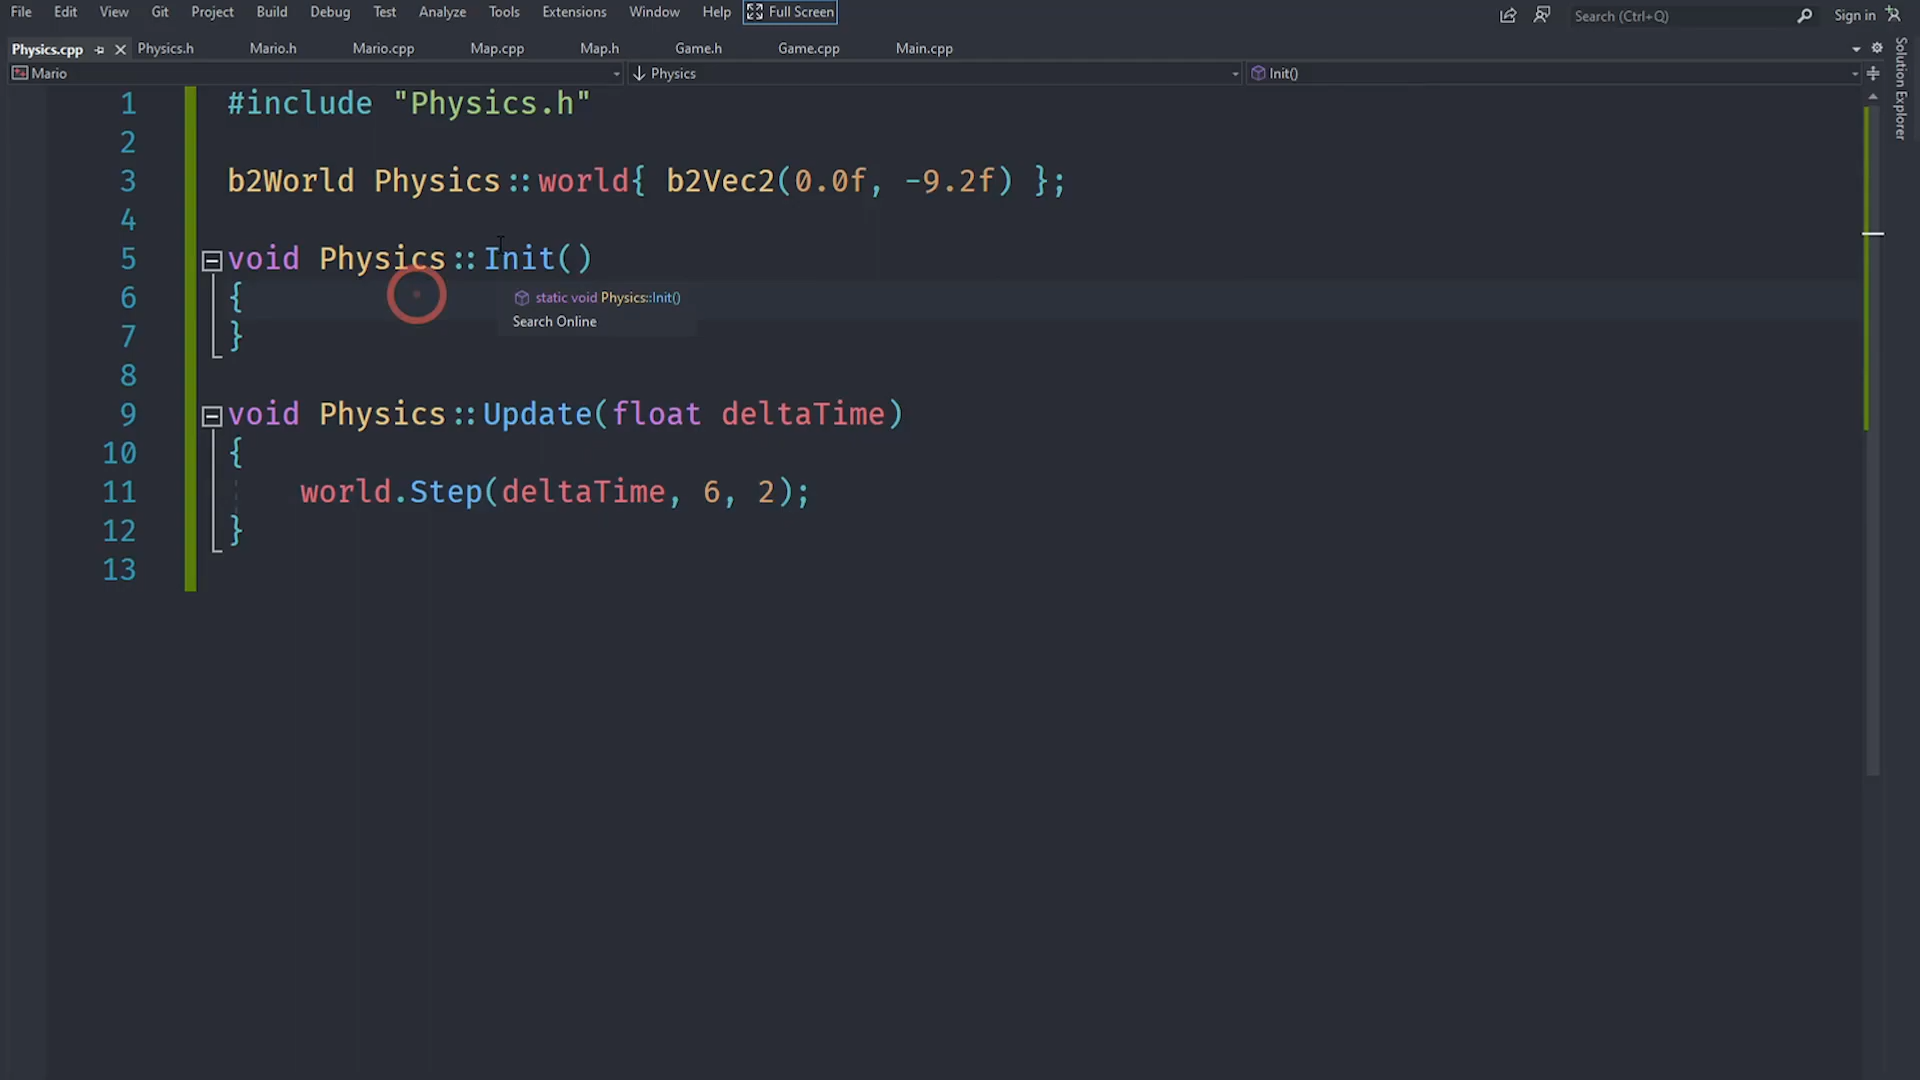 File Edit View Git Project Build Debug Test Analyze Tools Extensions Window Help Full Screen Search (Ctrl+Q) Sign in
Physics.cpp Physics.h Mario.h Mario.cpp Map.cpp Map.h Game.h Game.cpp Main.cpp
Mario Physics Init()
Solution Explorer
1 #include "Physics.h"
2
3 b2World Physics::world{ b2Vec2(0.0f, -9.2f) };
4
5 void Physics::Init()
6 {
static void Physics::Init()
Search Online
7 }
8
9 void Physics::Update(float deltaTime)
10 {
11 world.Step(deltaTime, 6, 2);
12 }
13